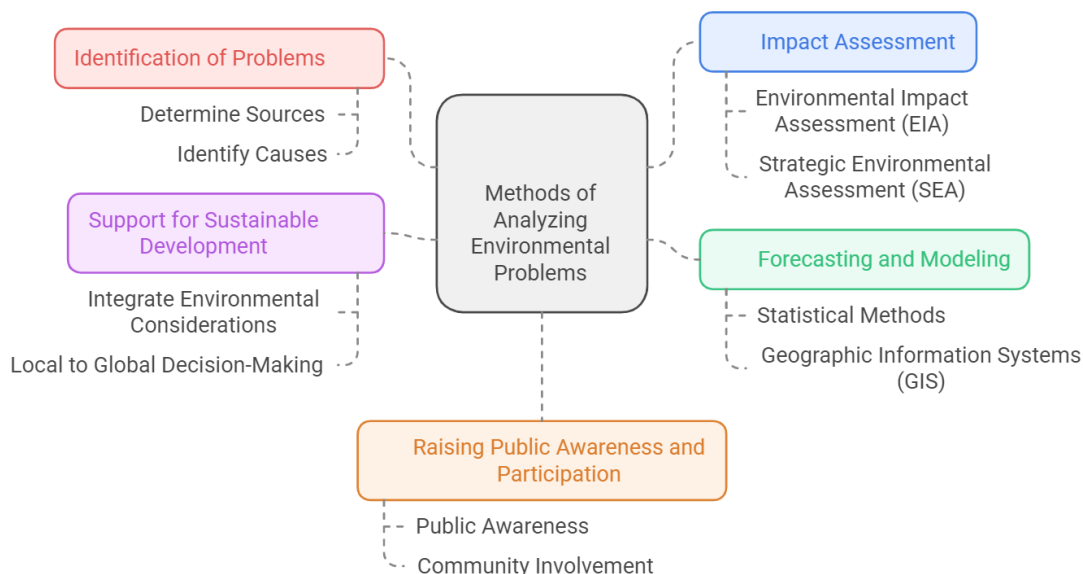 Methods of
Analyzing
Environmental
Problems
Identification of Problems
Determine Sources
Identify Causes
Support for Sustainable
Development
Integrate Environmental
Considerations
Local to Global Decision-Making
Impact Assessment
Environmental Impact
Assessment (EIA)
Strategic Environmental
Assessment (SEA)
Forecasting and Modeling
Statistical Methods
Geographic Information Systems
(GIS)
Raising Public Awareness and
Participation
Public Awareness
Community Involvement